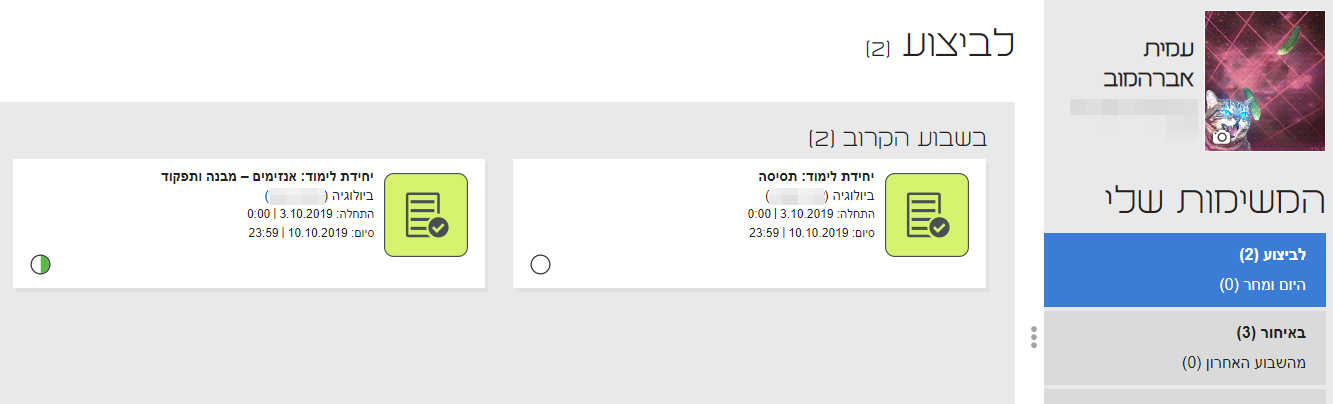 עמית
אברהמוב
המשימות שלי
לביצוע (2)
היום ומחר (0)
באיחור (3)
מהשבוע האחרון (0)
לביצוע (2)
בשבוע הקרוב (2)
יחידת לימוד: תסיסה
ביולוגיה ( )
התחלה: 3.10.2019 | 0:00
סיום: 10.10.2019 | 23:59
יחידת לימוד: אנזימים – מבנה ותפקוד
ביולוגיה ( )
התחלה: 3.10.2019 | 0:00
סיום: 10.10.2019 | 23:59